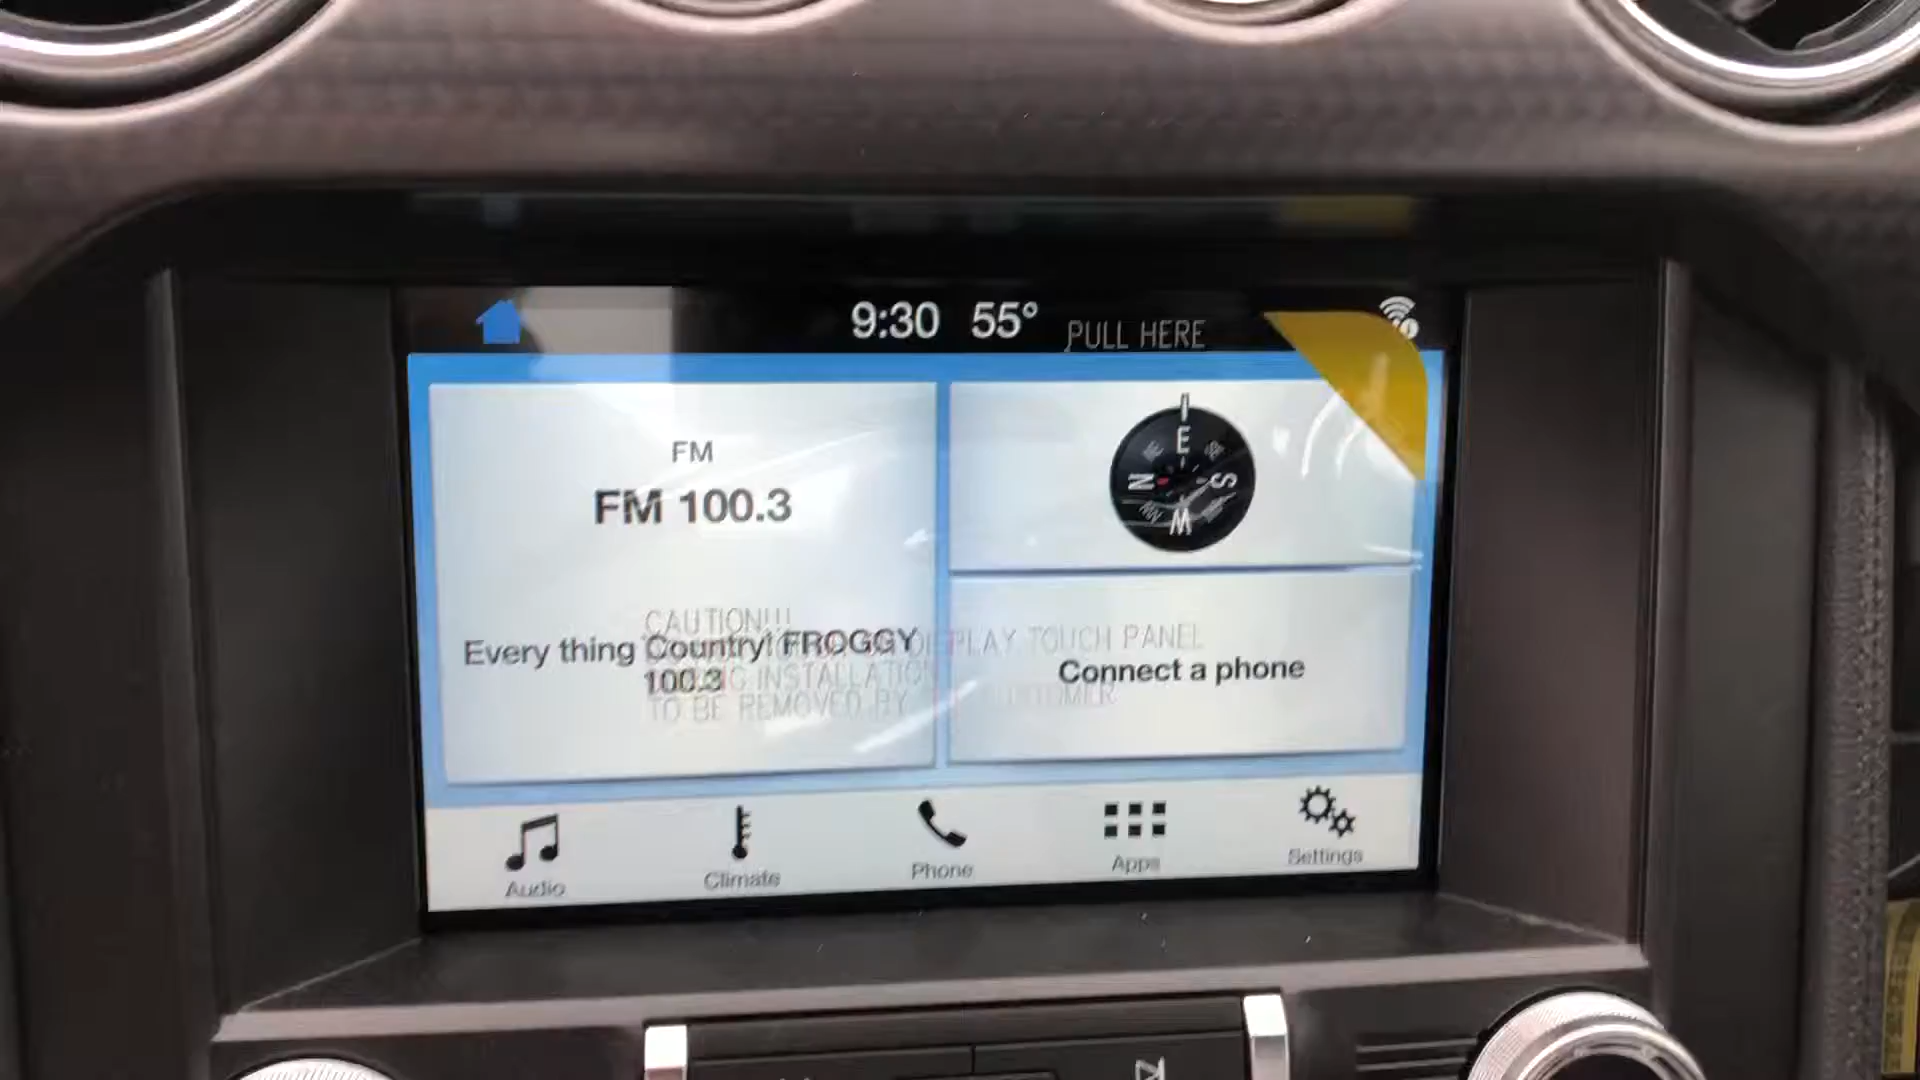 9:30 55°
PULL HERE
FM
FM 100.3
E
N
S
W
CAUTION!!!
Every thing Country! FROGGY
100.3
DISPLAY TOUCH PANEL
INSTALLATION
TO BE REMOVED BY CUSTOMER
Connect a phone
Audio
Climate
Phone
Apps
Settings